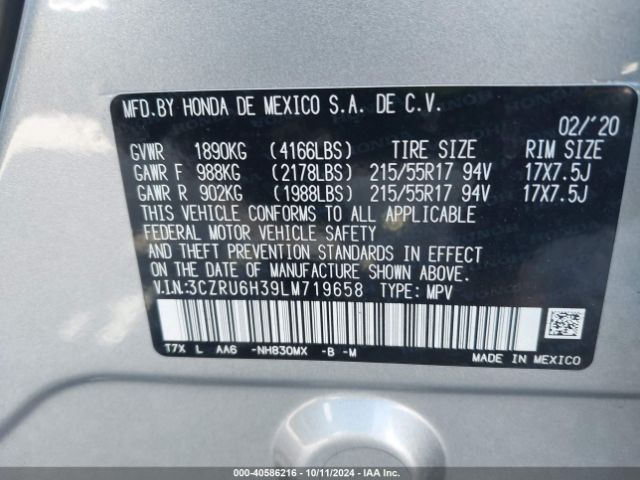 MFD.BY HONDA DE MEXICO S.A. DE C.V.
02/'20
GVWR 1890KG (4166LBS) TIRE SIZE RIM SIZE
GAWR F 988KG (2178LBS) 215/55R17 94V 17X7.5J
GAWR R 902KG (1988LBS) 215/55R17 94V 17X7.5J
THIS VEHICLE CONFORMS TO ALL APPLICABLE
FEDERAL MOTOR VEHICLE SAFETY
AND THEFT PREVENTION STANDARDS IN EFFECT
ON THE DATE OF MANUFACTURE SHOWN ABOVE.
V.I.N.:3CZRU6H39LM719658 TYPE: MPV
T7X L AA6 -NH830MX -B -M
MADE IN MEXICO
000-40586216 - 10/11/2024 - IAA Inc.